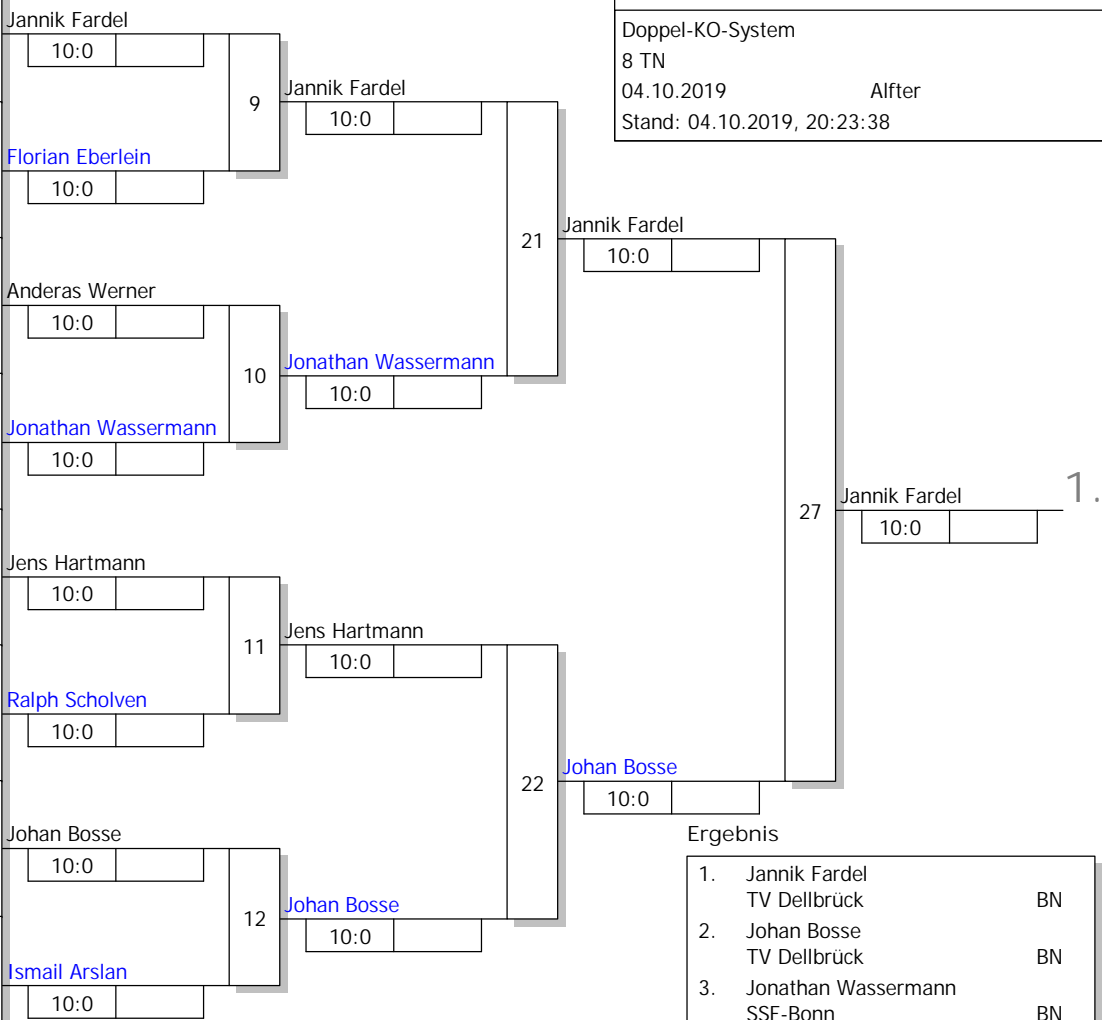 Jannik Fardel
10:0
9
Florian Eberlein
10:0
Jannik Fardel
10:0
Doppel-KO-System
8 TN
04.10.2019 Alfter
Stand: 04.10.2019, 20:23:38
Anderas Werner
10:0
10
Jonathan Wassermann
10:0
Jonathan Wassermann
10:0
21
Jannik Fardel
10:0
Jens Hartmann
10:0
11
Ralph Scholven
10:0
Jens Hartmann
10:0
Johan Bosse
10:0
12
Ismail Arslan
10:0
Johan Bosse
10:0
22
Johan Bosse
10:0
27
Jannik Fardel
10:0
1.
Ergebnis
1. Jannik Fardel
TV Dellbrück BN
2. Johan Bosse
TV Dellbrück BN
3. Jonathan Wassermann
SSF-Bonn BN